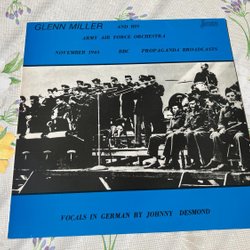 GLENN MILLER AND HIS
ARMY AIR FORCE ORCHESTRA
NOVEMBER 1944 BBC PROPAGANDA BROADCASTS
VOCALS IN GERMAN BY JOHNNY DESMOND